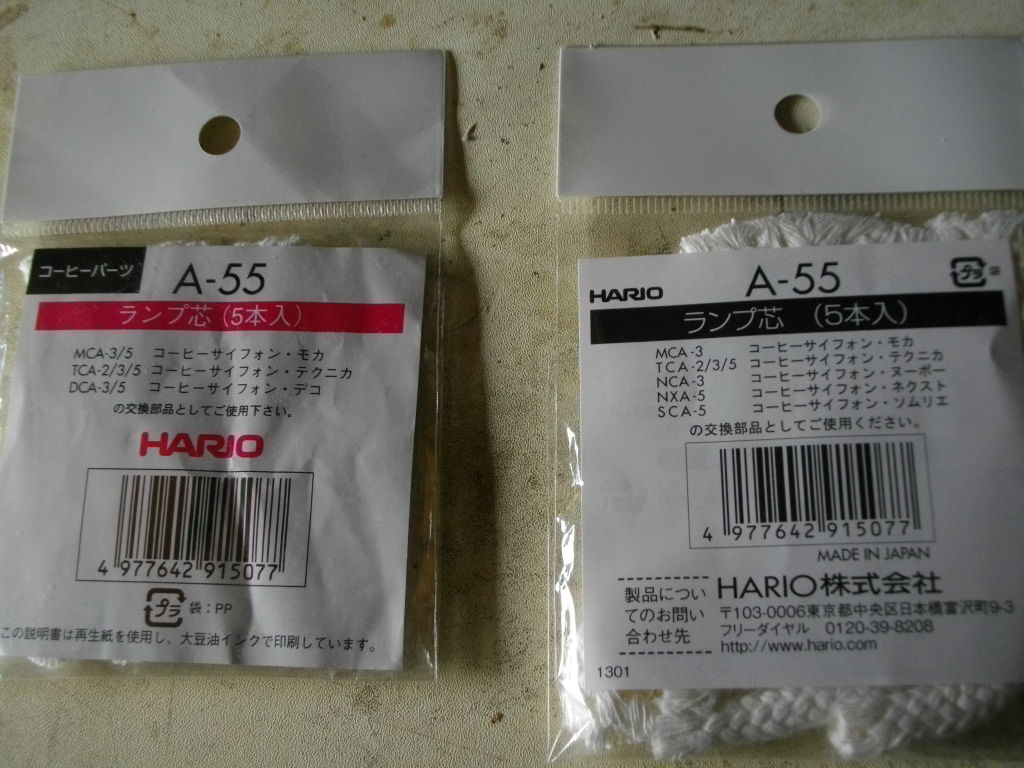 コーヒーパーツ
A-55
ランプ芯(5本入)
MCA-3/5 コーヒーサイフォン・モカ
TCA-2/3/5 コーヒーサイフォン・テクニカ
DCA-3/5 コーヒーサイフォン・デコ
の交換部品としてご使用下さい。
HARIO
4 977642 915077
プラ 袋:PP
この説明書は再生紙を使用し、大豆油インクで印刷しています。
HARIO
A-55
プラ 袋
ランプ芯 (5本入)
MCA-3 コーヒーサイフォン・モカ
TCA-2/3/5 コーヒーサイフォン・テクニカ
NCA-3 コーヒーサイフォン・ヌーボー
NXA-5 コーヒーサイフォン・ネクスト
SCA-5 コーヒーサイフォン・ソムリエ
の交換部品としてご使用ください。
4 977642 915077
MADE IN JAPAN
製品につい
てのお問い
合わせ先
HARIO株式会社
〒103-0006東京都中央区日本橋富沢町9-3
フリーダイヤル 0120-39-8208
http://www.hario.com
1301